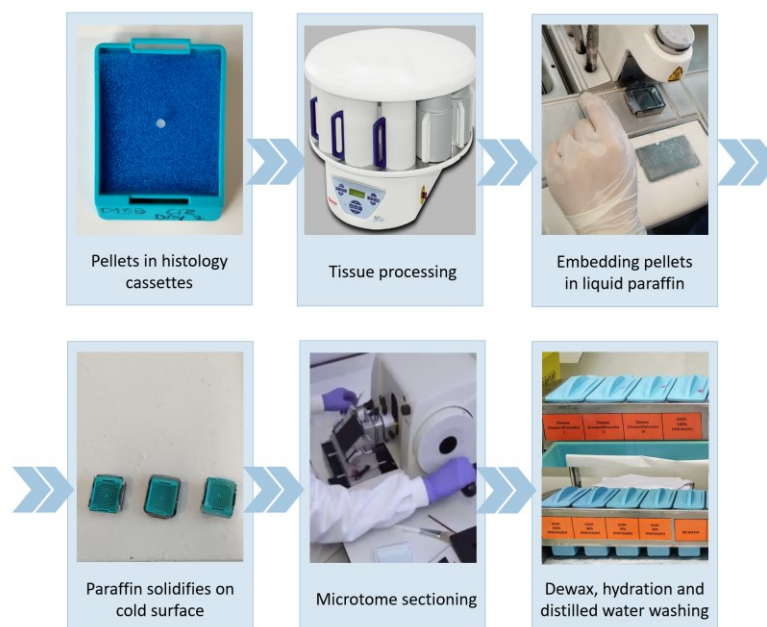 Pellets in histology
cassettes
Tissue processing
Embedding pellets
in liquid paraffin
Paraffin solidifies on
cold surface
Microtome sectioning
Dewax, hydration and
distilled water washing